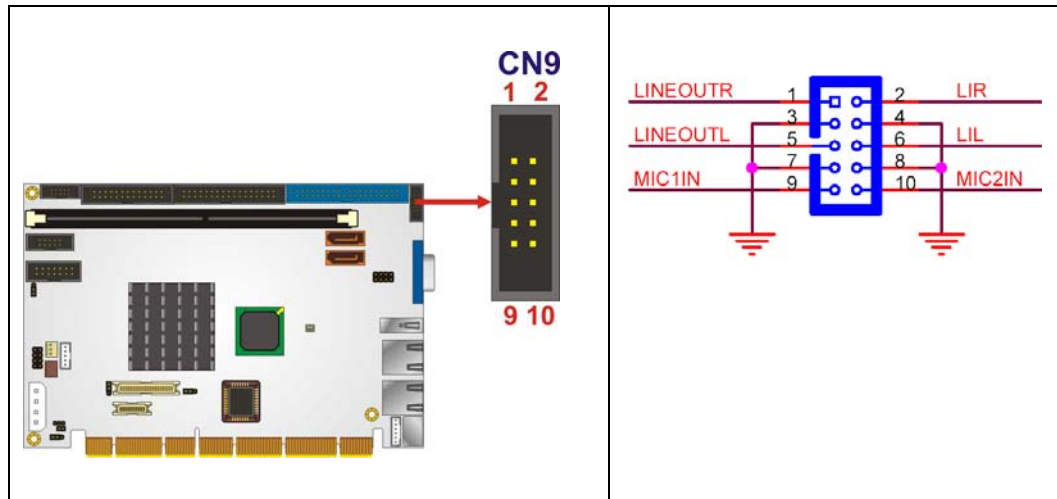 CN9
1 2
9 10
LINEOUTR 1 2 LIR
3 4
LINEOUTL 5 6 LIL
7 8
MIC1IN 9 10 MIC2IN